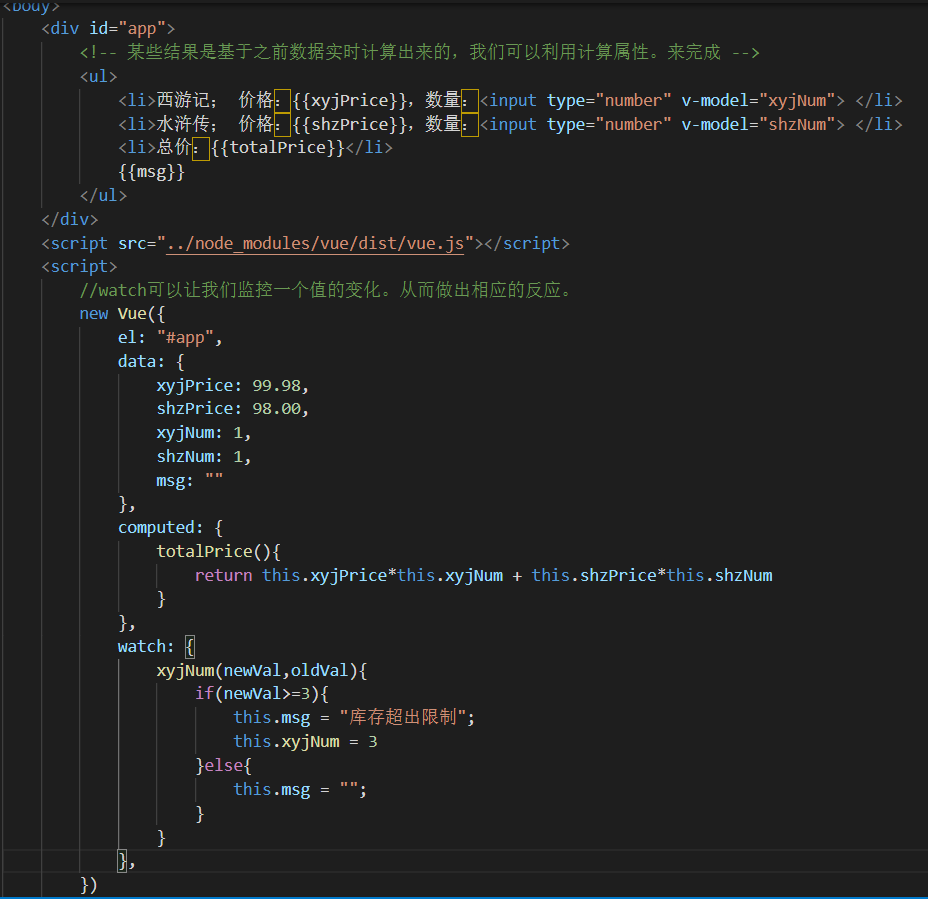 <body>
<div id="app">
<!-- 某些结果是基于之前数据实时计算出来的，我们可以利用计算属性。来完成 -->
<ul>
<li>西游记； 价格：{{xyjPrice}}，数量：<input type="number" v-model="xyjNum"> </li>
<li>水浒传； 价格：{{shzPrice}}，数量：<input type="number" v-model="shzNum"> </li>
<li>总价：{{totalPrice}}</li>
{{msg}}
</ul>
</div>
<script src="../node_modules/vue/dist/vue.js"></script>
<script>
//watch可以让我们监控一个值的变化。从而做出相应的反应。
new Vue({
el: "#app",
data: {
xyjPrice: 99.98,
shzPrice: 98.00,
xyjNum: 1,
shzNum: 1,
msg: ""
},
computed: {
totalPrice(){
return this.xyjPrice*this.xyjNum + this.shzPrice*this.shzNum
}
},
watch: {
xyjNum(newVal,oldVal){
if(newVal>=3){
this.msg = "库存超出限制";
this.xyjNum = 3
}else{
this.msg = "";
}
}
},
})